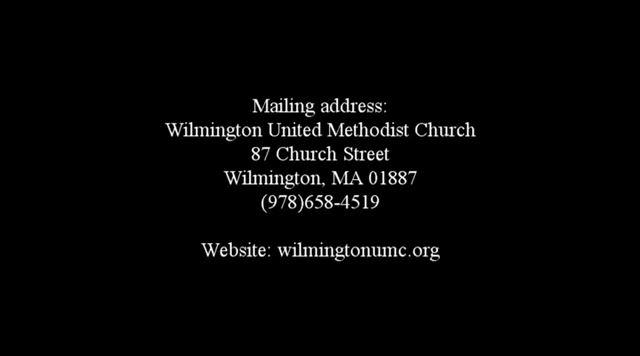 Mailing address:
Wilmington United Methodist Church
87 Church Street
Wilmington, MA 01887
(978)658-4519
Website: wilmingtonumc.org